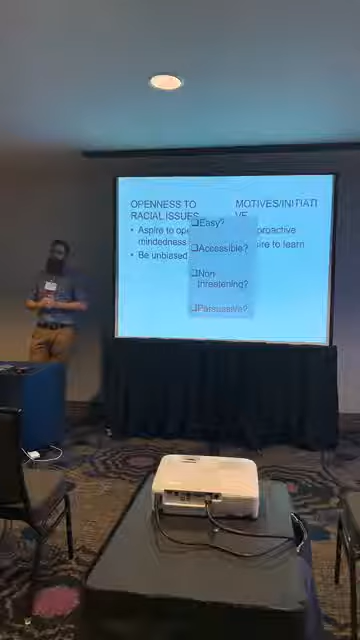 OPENNESS TO
RACIAL ISSUES
• Aspire to ope
mindedness
• Be unbiased
MOTIVES/INITIATI
VE
proactive
ire to learn
❑Easy?
❑Accessible?
❑Non-
threatening?
❑Persuasive?